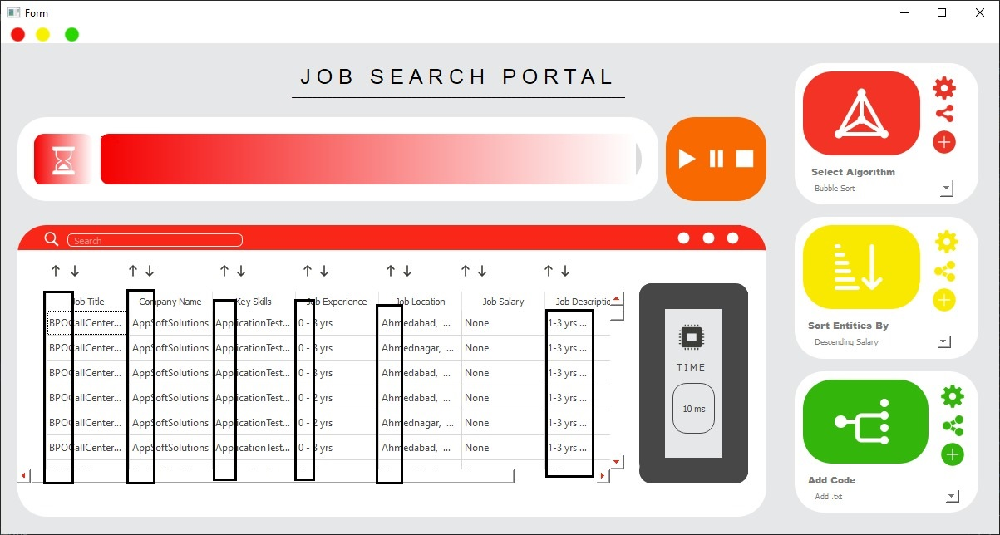 Form
JOB SEARCH PORTAL
Select Algorithm
Bubble Sort
Search
Job Title Company Name Key Skills Job Experience Job Location Job Salary Job Descriptio
BPOCallCenter... AppSoftSolutions ApplicationTest... 0 - 3 yrs Ahmedabad, ... None 1-3 yrs ...
BPOCallCenter... AppSoftSolutions ApplicationTest... 0 - 3 yrs Ahmednagar, ... None 1-3 yrs ...
BPOCallCenter... AppSoftSolutions ApplicationTest... 0 - 3 yrs Ahmedabad, ... None 1-3 yrs ...
BPOCallCenter... AppSoftSolutions ApplicationTest... 0 - 2 yrs Ahmedabad, ... None 1-3 yrs ...
BPOCallCenter... AppSoftSolutions ApplicationTest... 0 - 2 yrs Ahmednagar, ... None 1-3 yrs ...
BPOCallCenter... AppSoftSolutions ApplicationTest... 0 - 3 yrs Ahmedabad, ... None 1-3 yrs ...
TIME
10 ms
Sort Entities By
Descending Salary
Add Code
Add .txt